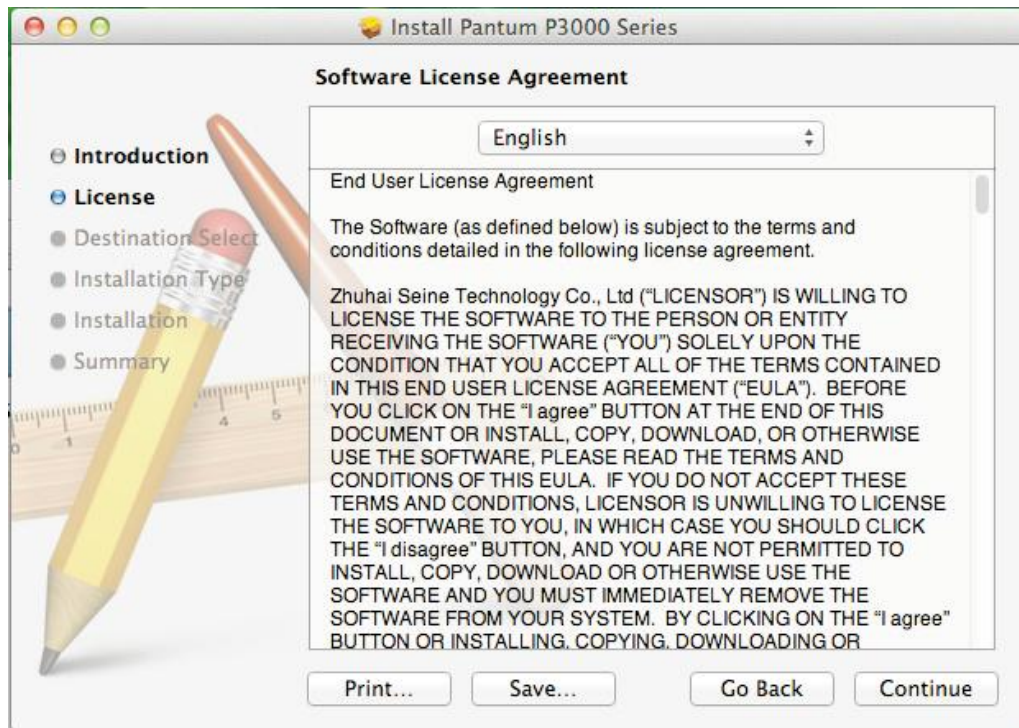 Install Pantum P3000 Series
Software License Agreement
English
Introduction
License
Destination Select
Installation Type
Installation
Summary
End User License Agreement
The Software (as defined below) is subject to the terms and
conditions detailed in the following license agreement.
Zhuhai Seine Technology Co., Ltd (“LICENSOR”) IS WILLING TO
LICENSE THE SOFTWARE TO THE PERSON OR ENTITY
RECEIVING THE SOFTWARE (“YOU”) SOLELY UPON THE
CONDITION THAT YOU ACCEPT ALL OF THE TERMS CONTAINED
IN THIS END USER LICENSE AGREEMENT (“EULA”).  BEFORE
YOU CLICK ON THE “I agree” BUTTON AT THE END OF THIS
DOCUMENT OR INSTALL, COPY, DOWNLOAD, OR OTHERWISE
USE THE SOFTWARE, PLEASE READ THE TERMS AND
CONDITIONS OF THIS EULA.  IF YOU DO NOT ACCEPT THESE
TERMS AND CONDITIONS, LICENSOR IS UNWILLING TO LICENSE
THE SOFTWARE TO YOU, IN WHICH CASE YOU SHOULD CLICK
THE “I disagree” BUTTON, AND YOU ARE NOT PERMITTED TO
INSTALL, COPY, DOWNLOAD OR OTHERWISE USE THE
SOFTWARE AND YOU MUST IMMEDIATELY REMOVE THE
SOFTWARE FROM YOUR SYSTEM.  BY CLICKING ON THE “I agree”
BUTTON OR INSTALLING, COPYING, DOWNLOADING OR
0 1 4 5
Print... Save... Go Back Continue